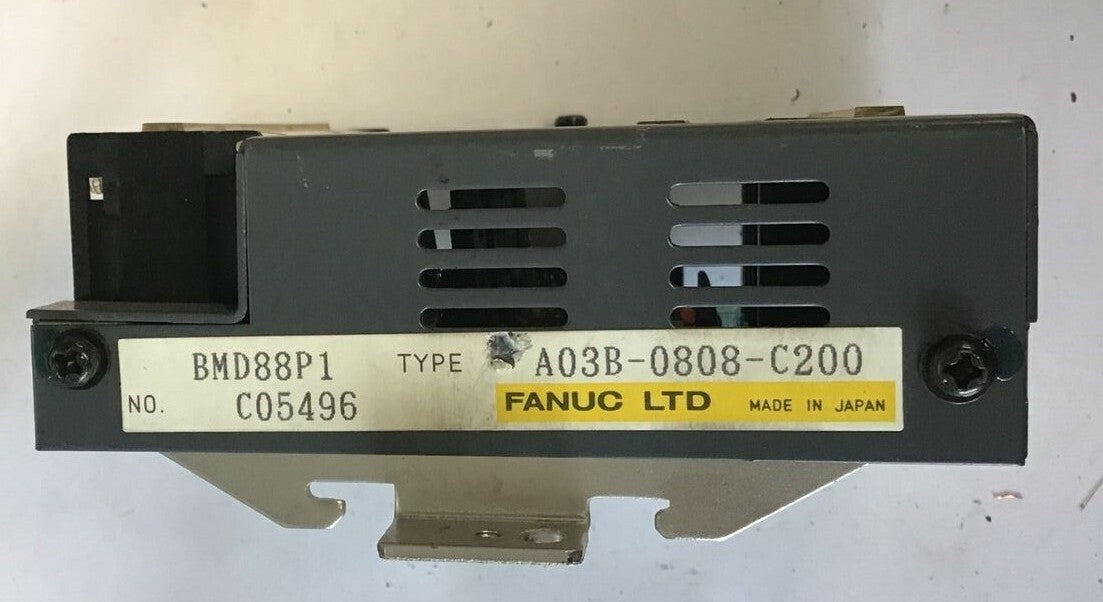 BMD88P1 TYPE A03B-0808-C200
NO. C05496 FANUC LTD MADE IN JAPAN